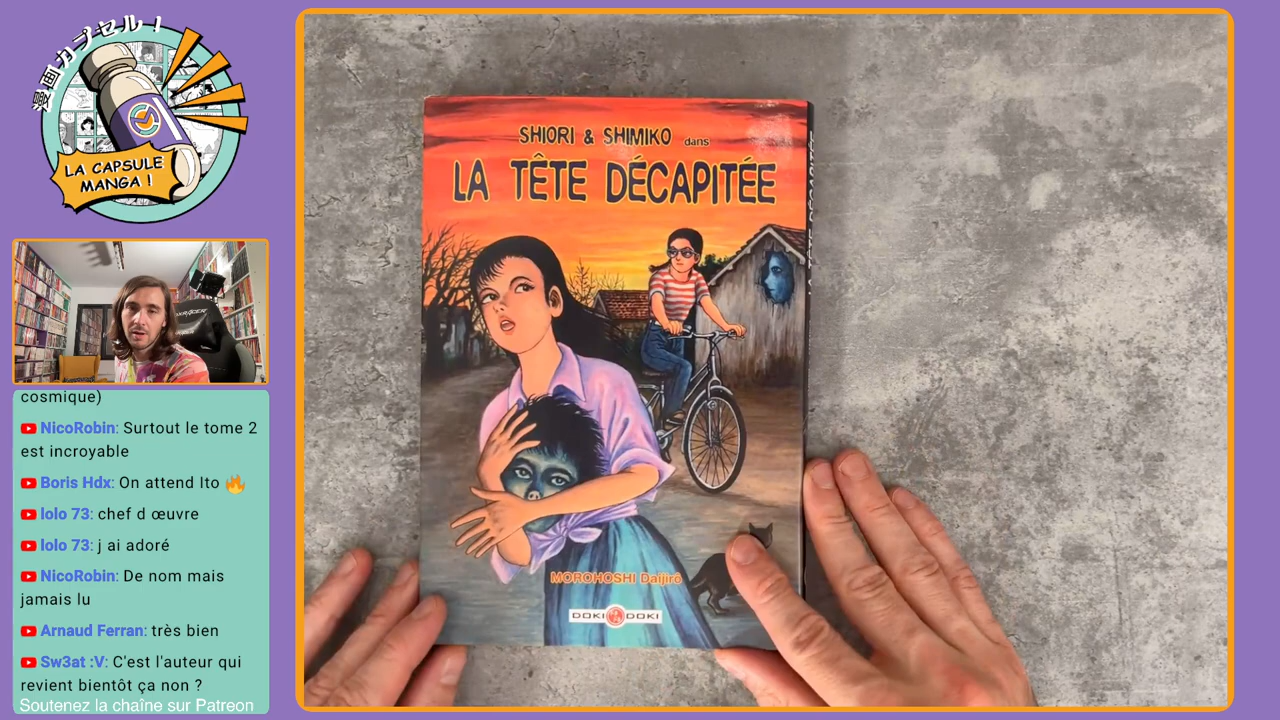 漫画カプセル!
LA CAPSULE
MANGA !
cosmique)
NicoRobin: Surtout le tome 2
est incroyable
Boris Hdx: On attend Ito 🔥
lolo 73: chef d œuvre
lolo 73: j ai adoré
NicoRobin: De nom mais
jamais lu
Arnaud Ferran: très bien
Sw3at :V: C'est l'auteur qui
revient bientôt ça non ?
Soutenez la chaîne sur Patreon
SHIORI & SHIMIKO dans
LA TÊTE DÉCAPITÉE
MOROHOSHI Daijirô
DOKI DOKI
LA TÊTE DÉCAPITÉE